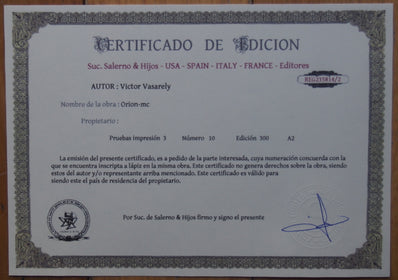 CERTIFICADO DE EDICION
Suc. Salerno & Hijos - USA - SPAIN - ITALY - FRANCE - Editores
AUTOR : Victor Vasarely
Nombre de la obra : Orion-mc
Propietario :
Pruebas impresión 3 Número 10 Edición 300 A2
La emisión del presente certificado, es a pedido de la parte interesada, cuya numeración concuerda con la
que se encuentra inscripta a lápiz en la misma obra. Este certificado no genera derechos sobre la obra, siendo
estos del autor y/o representante arriba mencionado. Este certificado es válido para
siendo este el país de residencia del propietario.
Por Suc. de Salerno & Hijos firmo y signo el presente